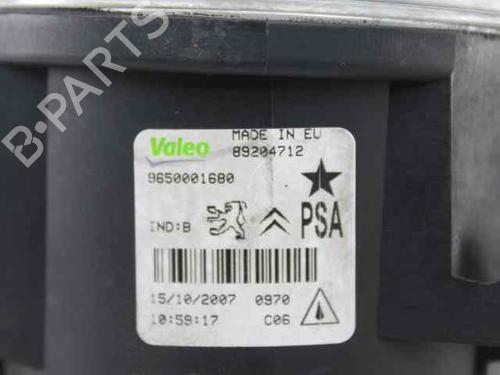 Valeo MADE IN EU
89204712
9650001680
IND:B PSA
15/10/2007 0970
10:59:17 C06
B-PARTS